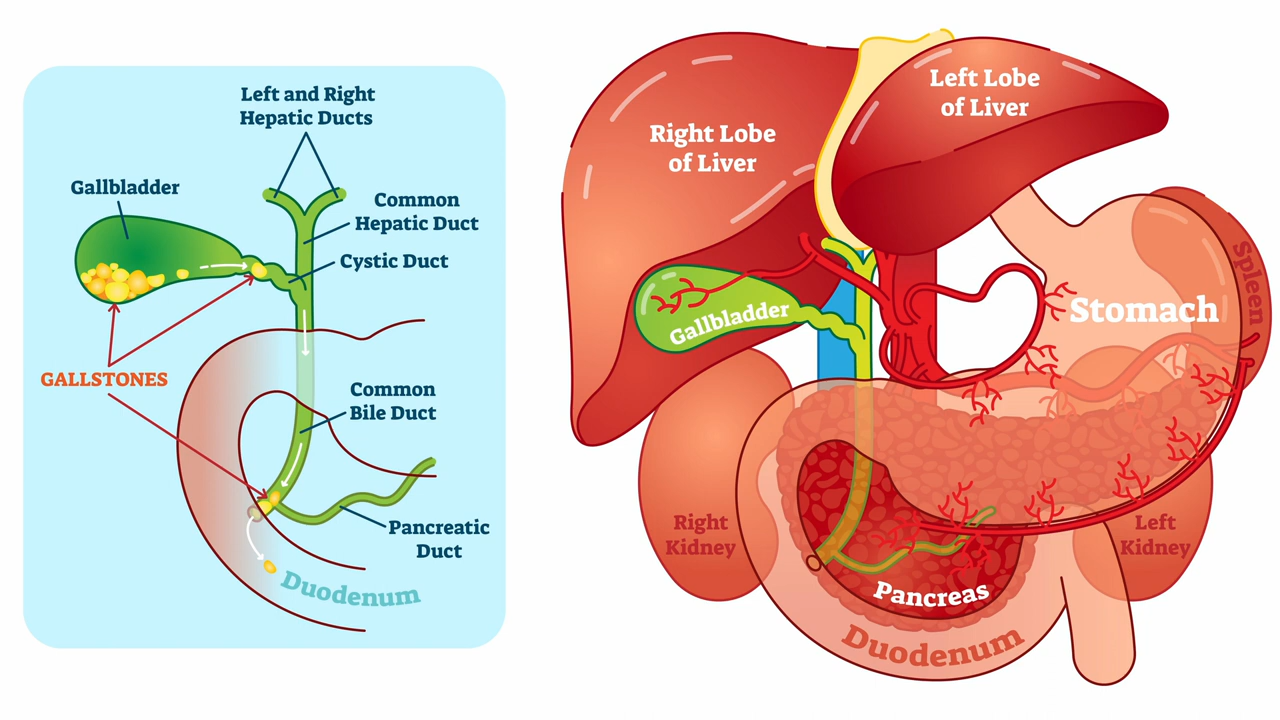 Left and Right
Hepatic Ducts
Gallbladder
Common
Hepatic Duct
Cystic Duct
GALLSTONES
Common
Bile Duct
Pancreatic
Duct
Duodenum
Left Lobe
of Liver
Right Lobe
of Liver
Spleen
Stomach
Gallbladder
Right
Kidney
Left
Kidney
Pancreas
Duodenum